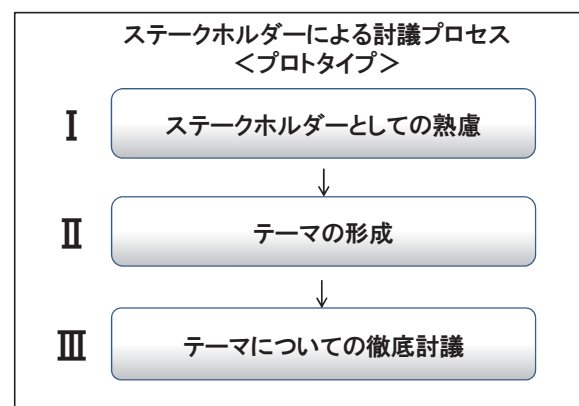 ステークホルダーによる討議プロセス
＜プロトタイプ＞
Ⅰ ステークホルダーとしての熟慮
Ⅱ テーマの形成
Ⅲ テーマについての徹底討議